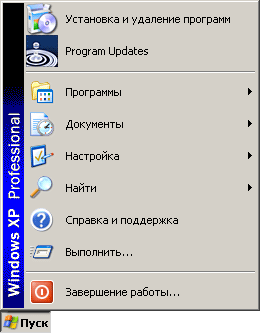 Установка и удаление программ
Program Updates
Программы
Документы
Настройка
Найти
Справка и поддержка
Выполнить...
Завершение работы...
Windows XP Professional
Пуск